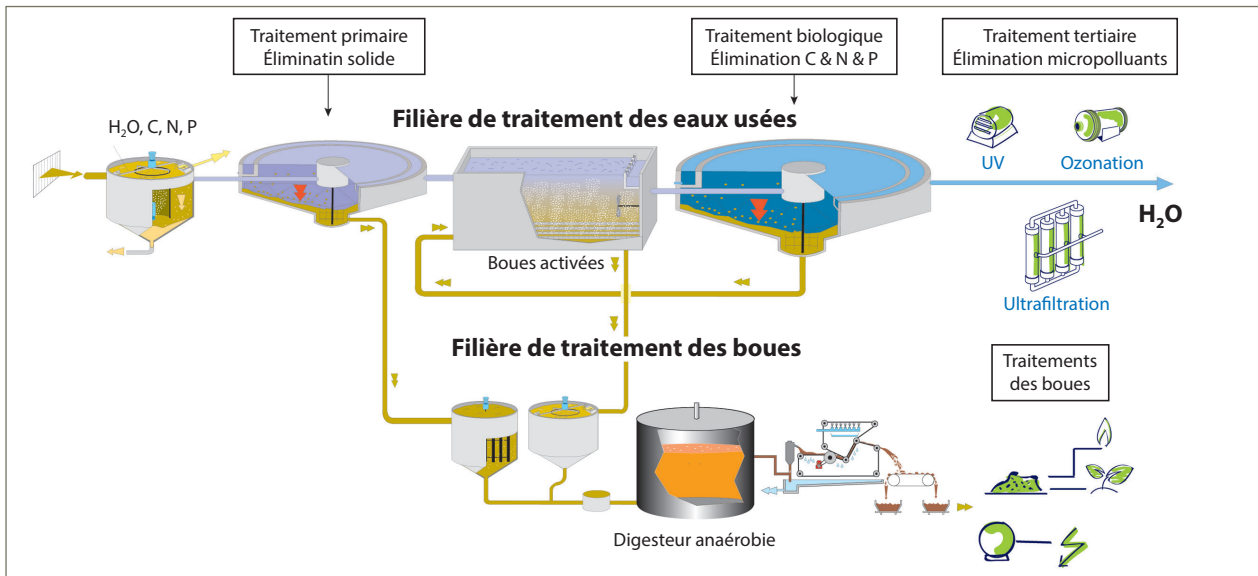 Traitement primaire
Éliminatin solide
Traitement biologique
Élimination C & N & P
Traitement tertiaire
Élimination micropolluants
H₂O, C, N, P
Filière de traitement des eaux usées
UV
Ozonation
H₂O
Boues activées
Ultrafiltration
Filière de traitement des boues
Traitements
des boues
Digesteur anaérobie